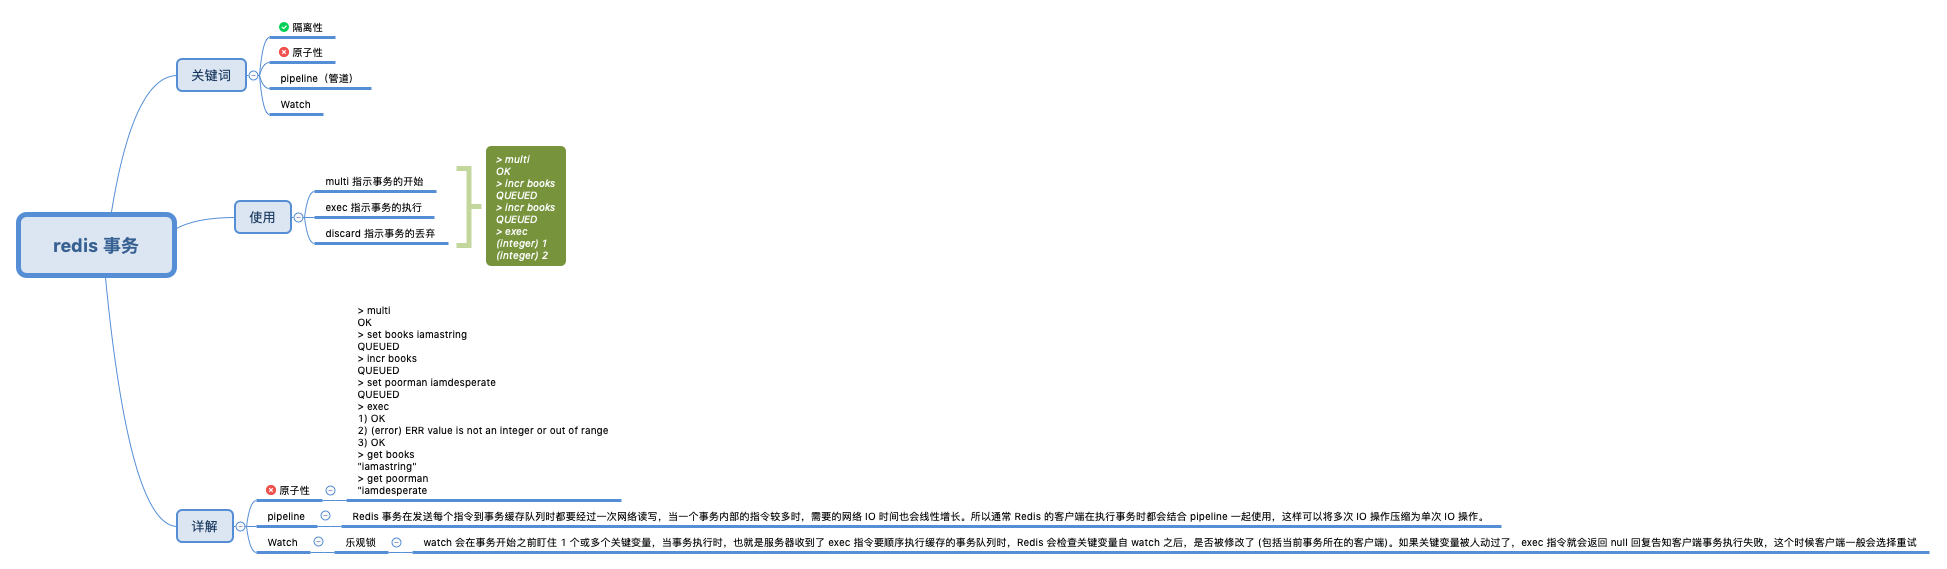 redis 事务
关键词
隔离性
原子性
pipeline（管道）
Watch
使用
multi 指示事务的开始
exec 指示事务的执行
discard 指示事务的丢弃
> multi
OK
> incr books
QUEUED
> incr books
QUEUED
> exec
(integer) 1
(integer) 2
详解
原子性
> multi
OK
> set books iamastring
QUEUED
> incr books
QUEUED
> set poorman iamdesperate
QUEUED
> exec
1) OK
2) (error) ERR value is not an integer or out of range
3) OK
> get books
"iamastring"
> get poorman
"iamdesperate
pipeline
Redis 事务在发送每个指令到事务缓存队列时都要经过一次网络读写，当一个事务内部的指令较多时，需要的网络 IO 时间也会线性增长。所以通常 Redis 的客户端在执行事务时都会结合 pipeline 一起使用，这样可以将多次 IO 操作压缩为单次 IO 操作。
Watch
乐观锁
watch 会在事务开始之前盯住 1 个或多个关键变量，当事务执行时，也就是服务器收到了 exec 指令要顺序执行缓存的事务队列时，Redis 会检查关键变量自 watch 之后，是否被修改了 (包括当前事务所在的客户端)。如果关键变量被人动过了，exec 指令就会返回 null 回复告知客户端事务执行失败，这个时候客户端一般会选择重试